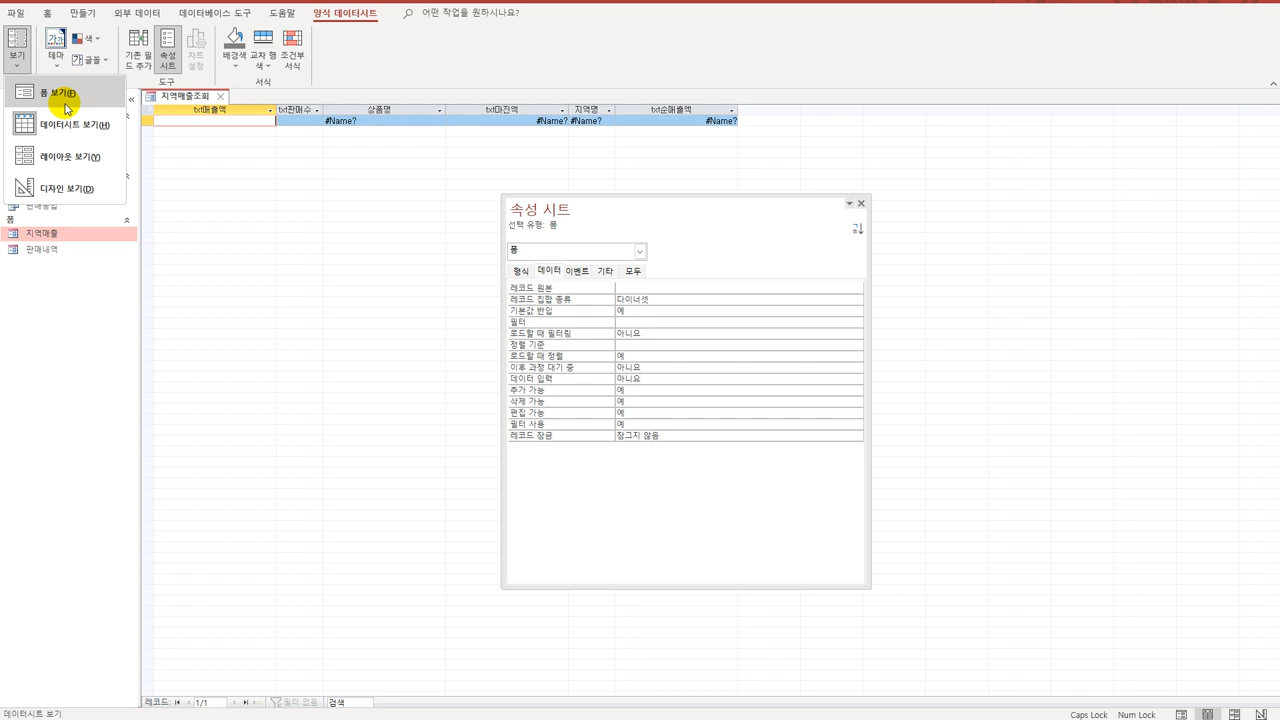 파일 홈 만들기 외부 데이터 데이터베이스 도구 도움말 양식 데이터시트 어떤 작업을 원하시나요?
보기
가가
테마
색
가 글꼴
기존 필드 추가
속성 시트
차트 설정
배경색
교차 행 색
조건부 서식
도구
서식
폼 보기(F)
데이터시트 보기(H)
레이아웃 보기(Y)
디자인 보기(D)
폼
지역매출
판매내역
지역매출조회
txt매출액 txt판매수 상품명 txt마진액 지역명 txt순매출액
#Name? #Name? #Name? #Name?
속성 시트
선택 유형: 폼
폼
형식 데이터 이벤트 기타 모두
레코드 원본
레코드 집합 종류 다이너셋
기본값 반입 예
필터
로드할 때 필터링 아니요
정렬 기준
로드할 때 정렬 예
이후 과정 대기 중 아니요
데이터 입력 아니요
추가 가능 예
삭제 가능 예
편집 가능 예
필터 사용 예
레코드 잠금 잠그지 않음
레코드: 1/1 필터 없음 검색
데이터시트 보기 Caps Lock Num Lock